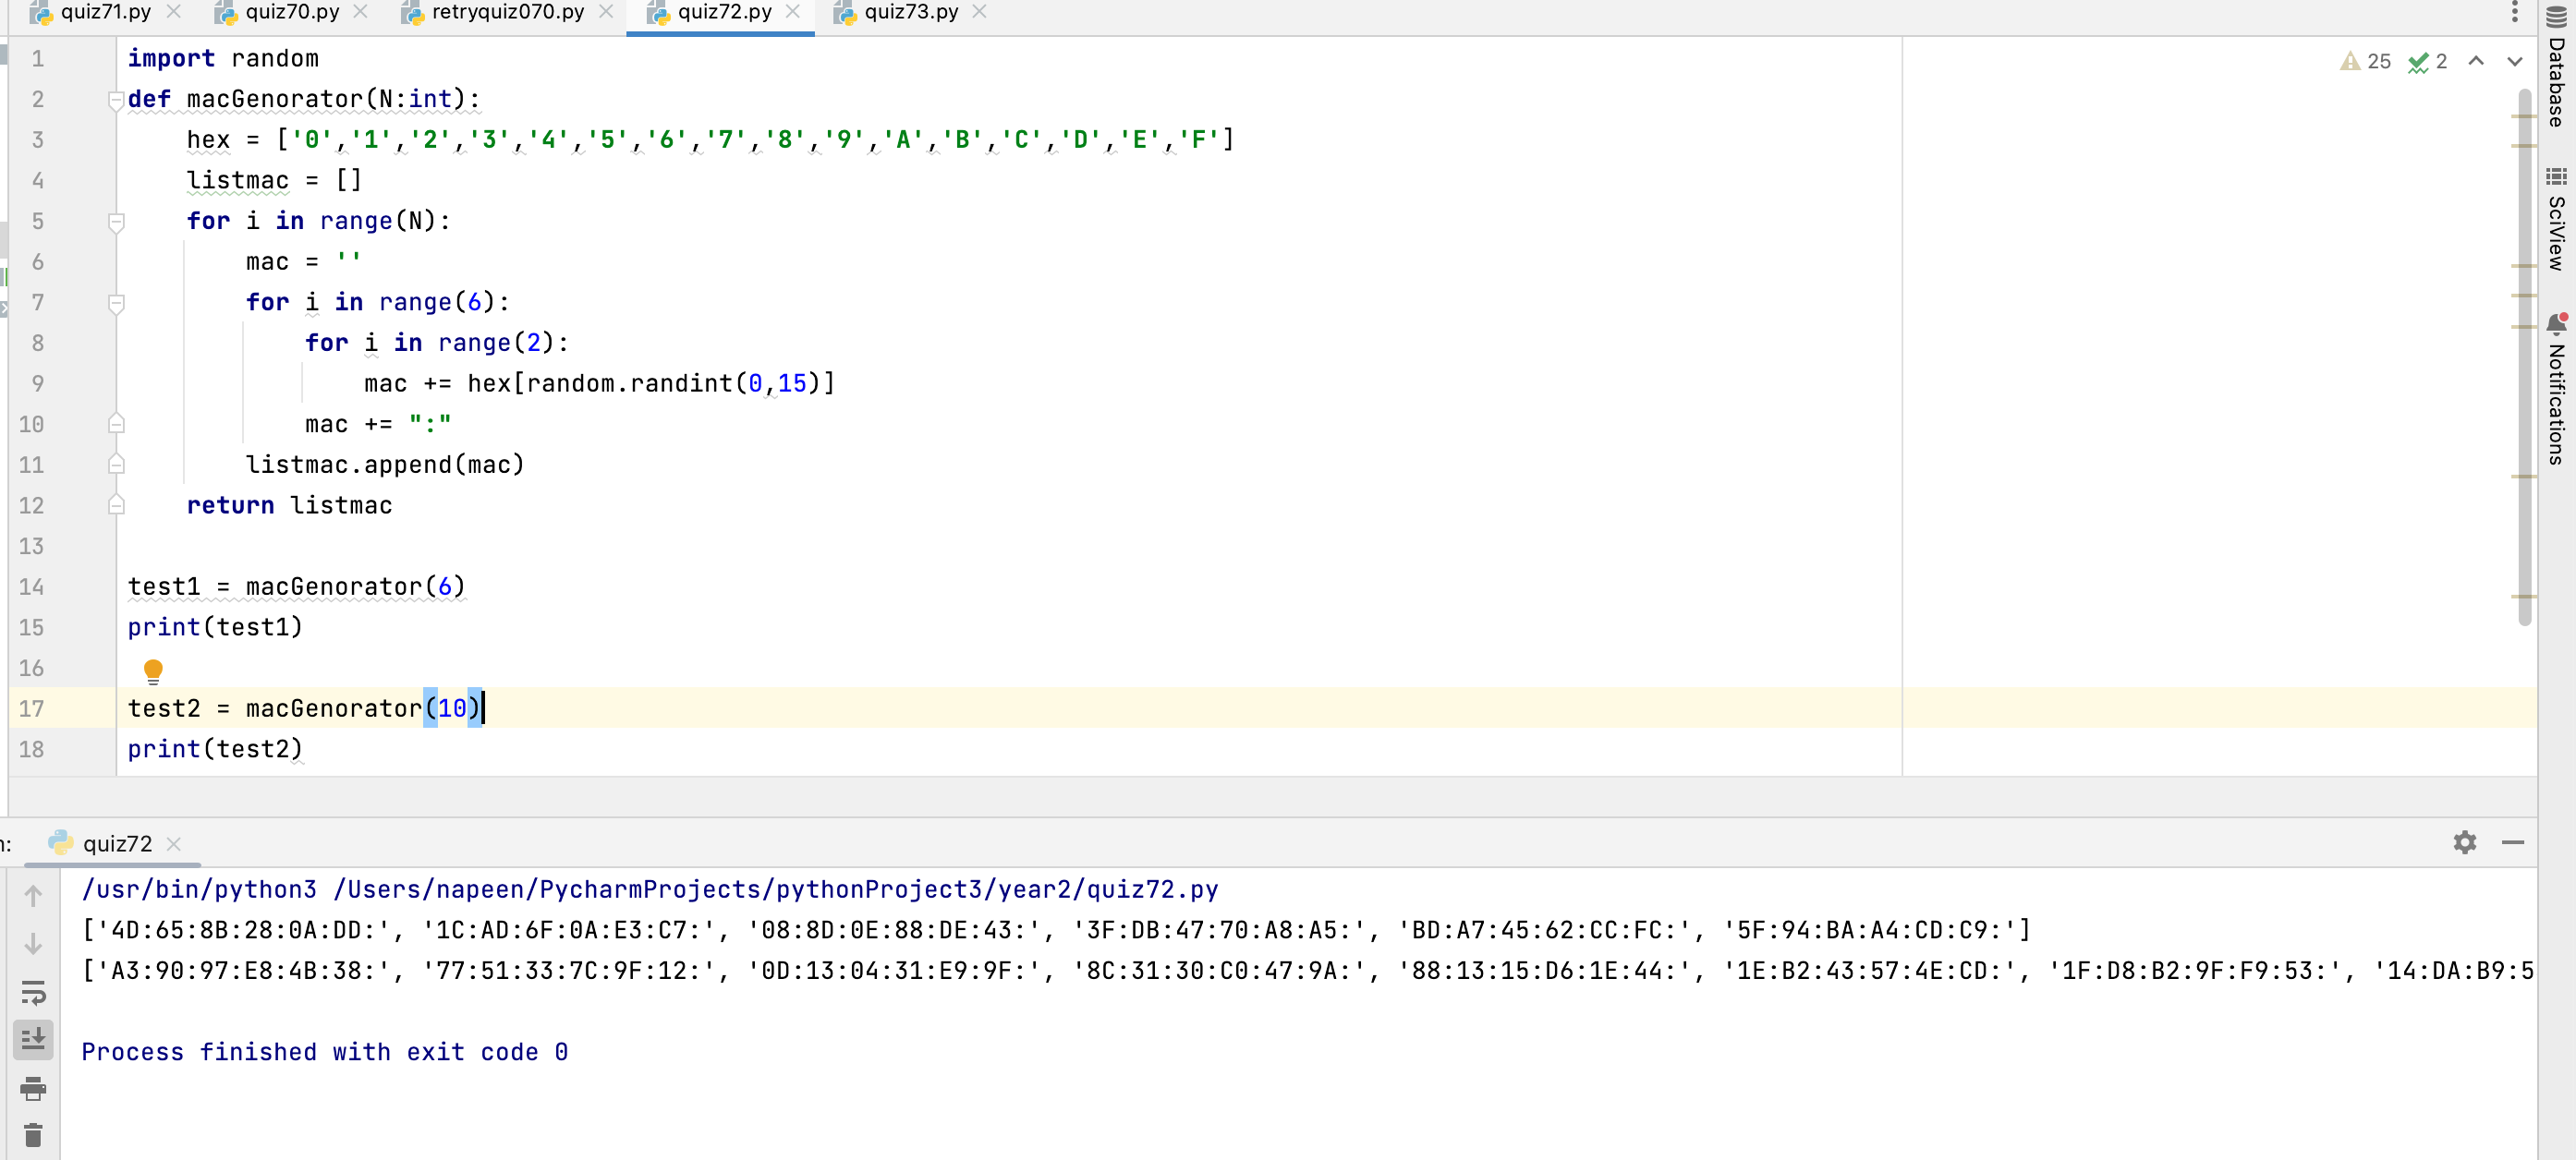 quiz71.py quiz70.py retryquiz070.py quiz72.py quiz73.py
25 2
1 import random
2 def macGenorator(N:int):
3 hex = ['0','1','2','3','4','5','6','7','8','9','A','B','C','D','E','F']
4 listmac = []
5 for i in range(N):
6 mac = ''
7 for i in range(6):
8 for i in range(2):
9 mac += hex[random.randint(0,15)]
10 mac += ":"
11 listmac.append(mac)
12 return listmac
13
14 test1 = macGenorator(6)
15 print(test1)
16
17 test2 = macGenorator(10)
18 print(test2)
Database
SciView
Notifications
: quiz72
/usr/bin/python3 /Users/napeen/PycharmProjects/pythonProject3/year2/quiz72.py
['4D:65:8B:28:0A:DD:', '1C:AD:6F:0A:E3:C7:', '08:8D:0E:88:DE:43:', '3F:DB:47:70:A8:A5:', 'BD:A7:45:62:CC:FC:', '5F:94:BA:A4:CD:C9:']
['A3:90:97:E8:4B:38:', '77:51:33:7C:9F:12:', '0D:13:04:31:E9:9F:', '8C:31:30:C0:47:9A:', '88:13:15:D6:1E:44:', '1E:B2:43:57:4E:CD:', '1F:D8:B2:9F:F9:53:', '14:DA:B9:5
Process finished with exit code 0